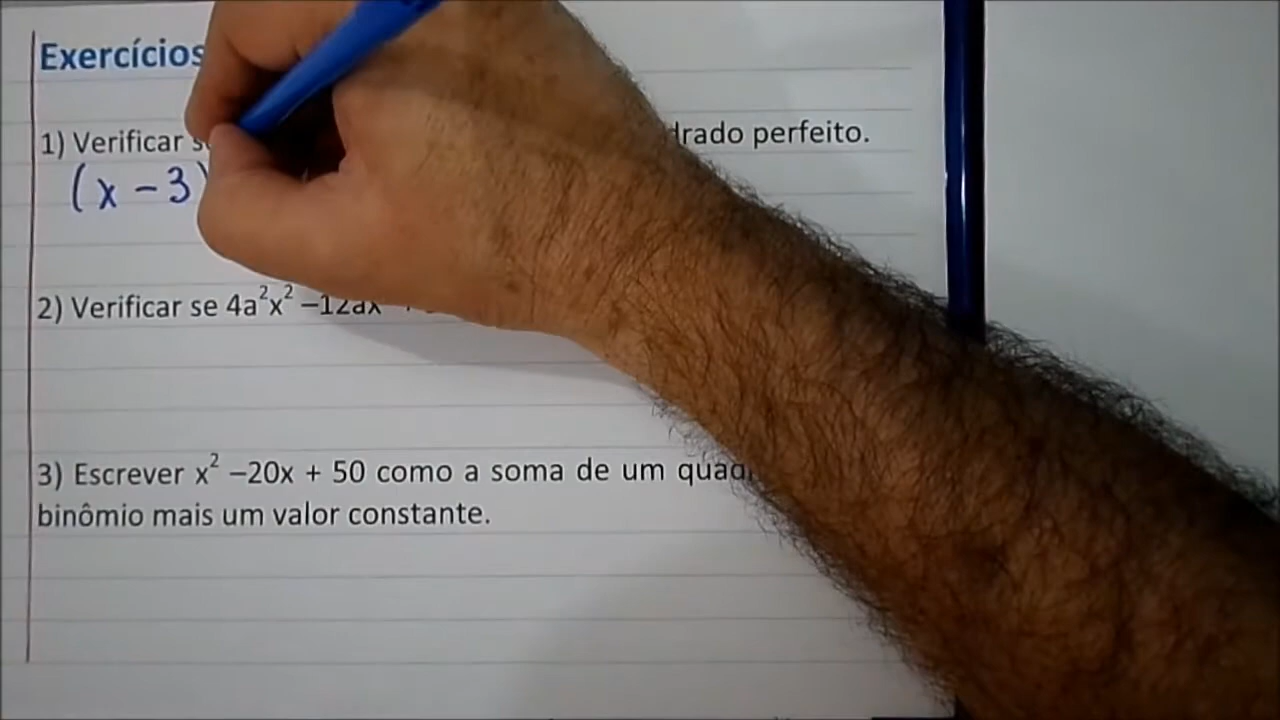 Exercícios
1) Verificar drado perfeito.
(x – 3)
2) Verificar se 4a²x² –12ax
3) Escrever x² –20x + 50 como a soma de um quad
binômio mais um valor constante.